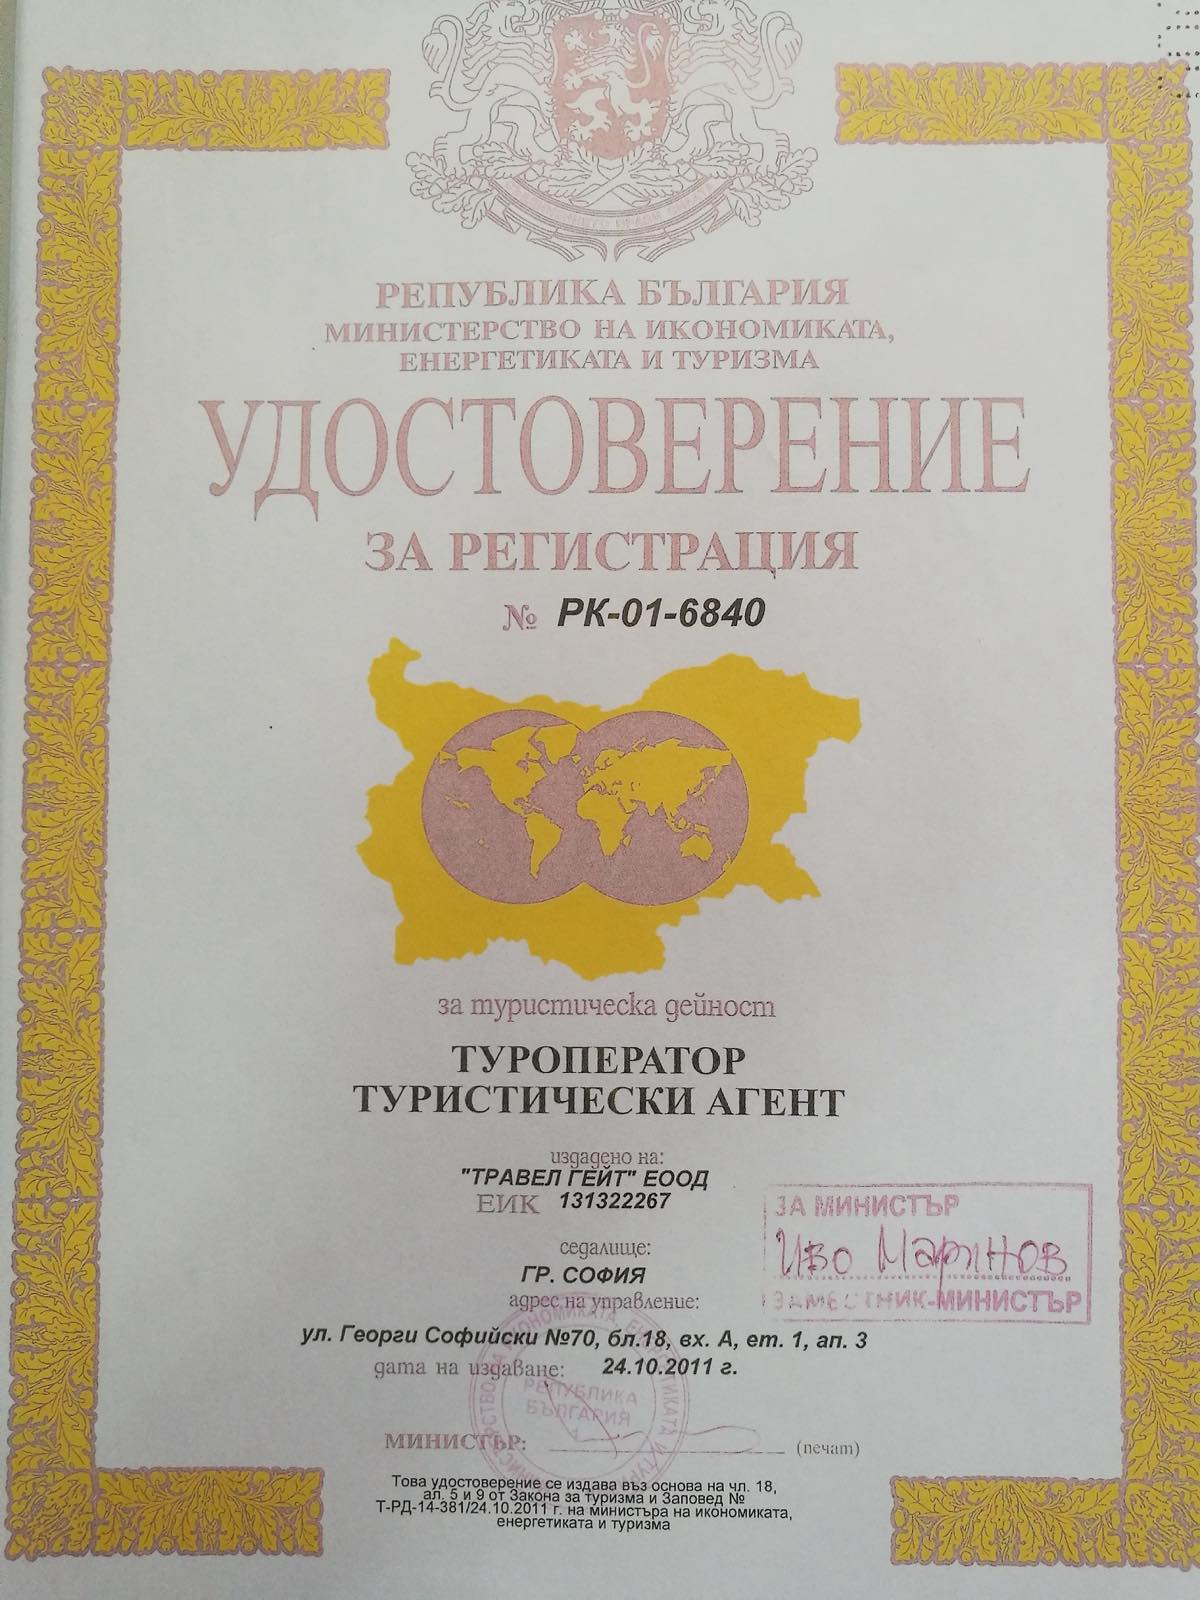 РЕПУБЛИКА БЪЛГАРИЯ
МИНИСТЕРСТВО НА ИКОНОМИКАТА,
ЕНЕРГЕТИКАТА И ТУРИЗМА
УДОСТОВЕРЕНИЕ
ЗА РЕГИСТРАЦИЯ
№ РК-01-6840
за туристическа дейност
ТУРОПЕРАТОР
ТУРИСТИЧЕСКИ АГЕНТ
издадено на:
"ТРАВЕЛ ГЕЙТ" ЕООД
ЕИК 131322267
ЗА МИНИСТЪР
Иво Маринов
ЗАМЕСТНИК-МИНИСТЪР
седалище:
ГР. СОФИЯ
адрес на управление:
ул. Георги Софийски №70, бл.18, вх. А, ет. 1, ап. 3
дата на издаване: 24.10.2011 г.
РЕПУБЛИКА
БЪЛГАРИЯ
МИНИСТЪР: (печат)
Това удостоверение се издава въз основа на чл. 18,
ал. 5 и 9 от Закона за туризма и Заповед №
Т-РД-14-381/24.10.2011 г. на министъра на икономиката,
енергетиката и туризма